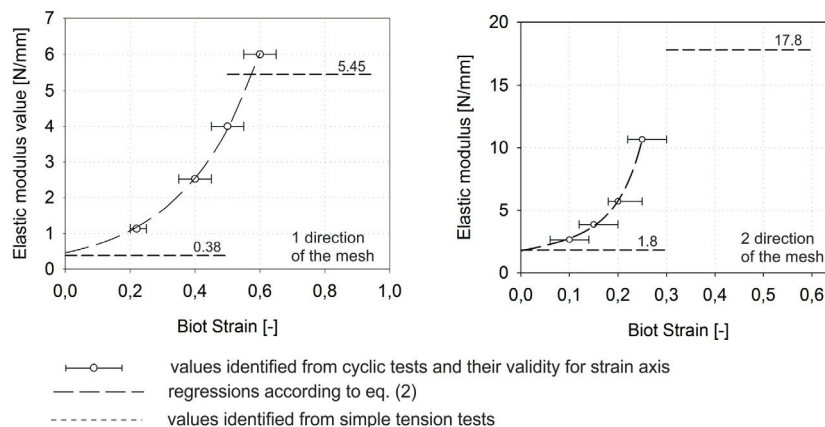 Elastic modulus value [N/mm]
7
6
5
4
3
2
1
0
5.45
0.38
1 direction
of the mesh
0,0 0,2 0,4 0,6 0,8 1,0
Biot Strain [-]
Elastic modulus [N/mm]
20
15
10
5
0
17.8
1.8
2 direction
of the mesh
0,0 0,1 0,2 0,3 0,4 0,5 0,6
Biot Strain [-]
values identified from cyclic tests and their validity for strain axis
regressions according to eq. (2)
values identified from simple tension tests